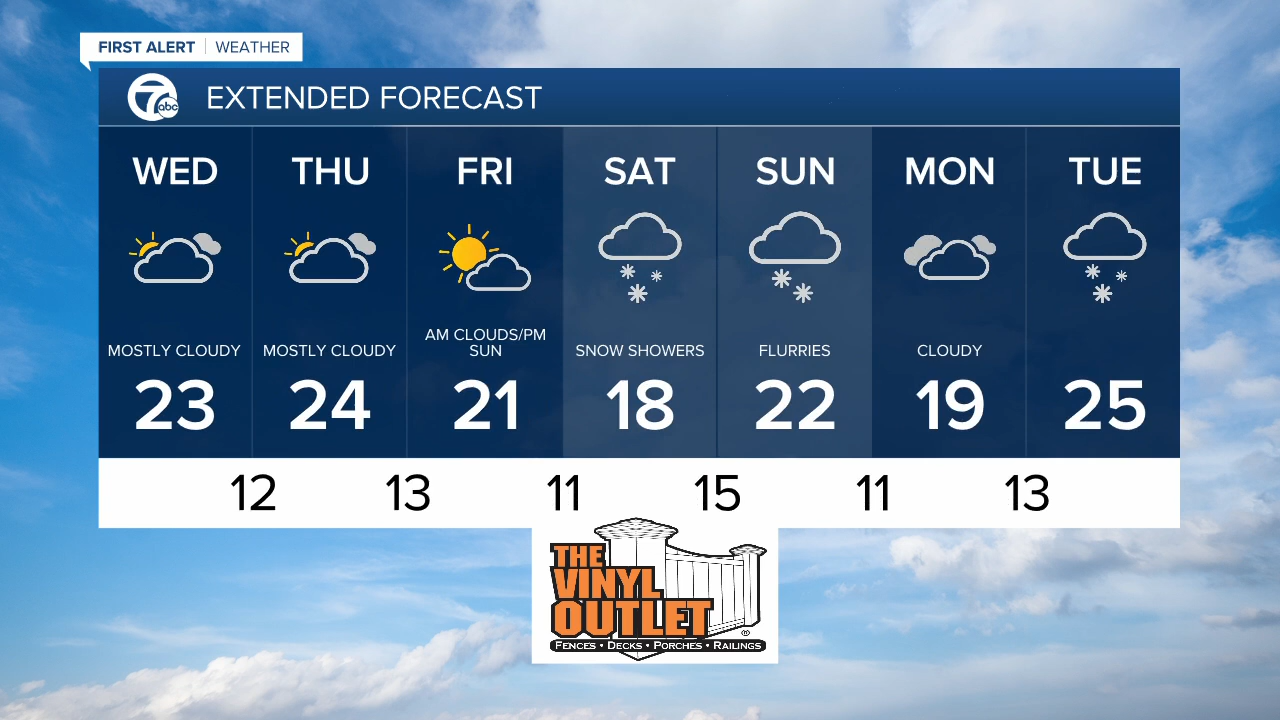 FIRST ALERT | WEATHER
7 abc EXTENDED FORECAST
WED THU FRI SAT SUN MON TUE
MOSTLY CLOUDY MOSTLY CLOUDY AM CLOUDS/PM SUN SNOW SHOWERS FLURRIES CLOUDY
23 24 21 18 22 19 25
12 13 11 15 11 13
THE
VINYL
OUTLET®
FENCES • DECKS • PORCHES • RAILINGS